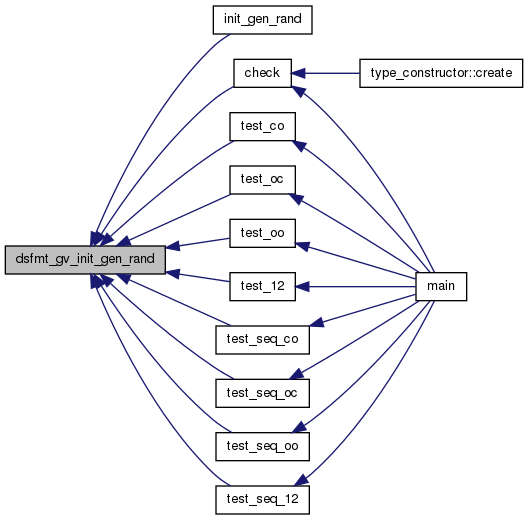 init_gen_rand
check
type_constructor::create
test_co
test_oc
test_oo
dsfmt_gv_init_gen_rand
test_12
main
test_seq_co
test_seq_oc
test_seq_oo
test_seq_12